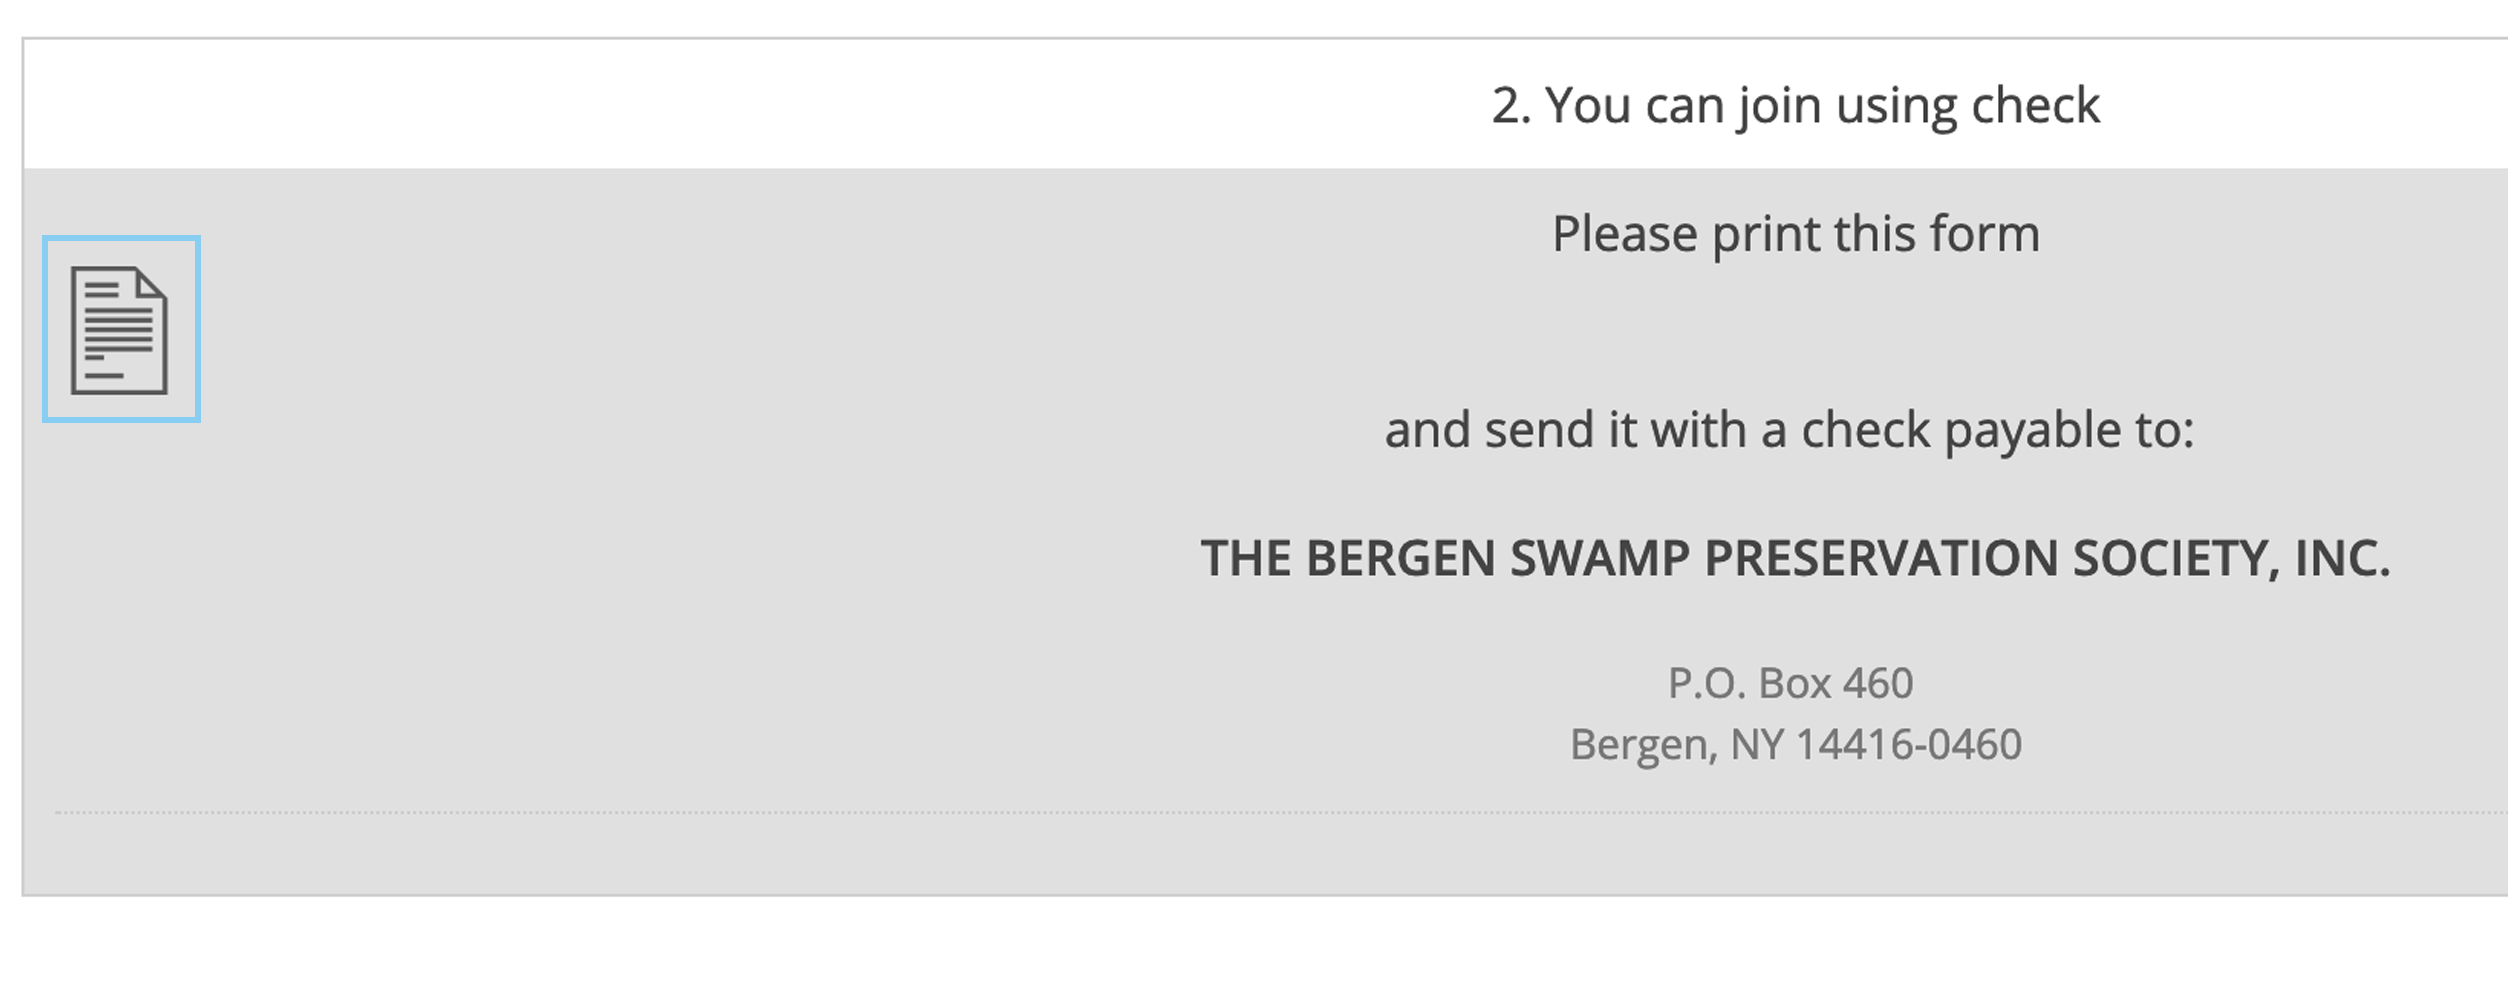 2. You can join using check
Please print this form
and send it with a check payable to:
THE BERGEN SWAMP PRESERVATION SOCIETY, INC.
P.O. Box 460
Bergen, NY 14416-0460